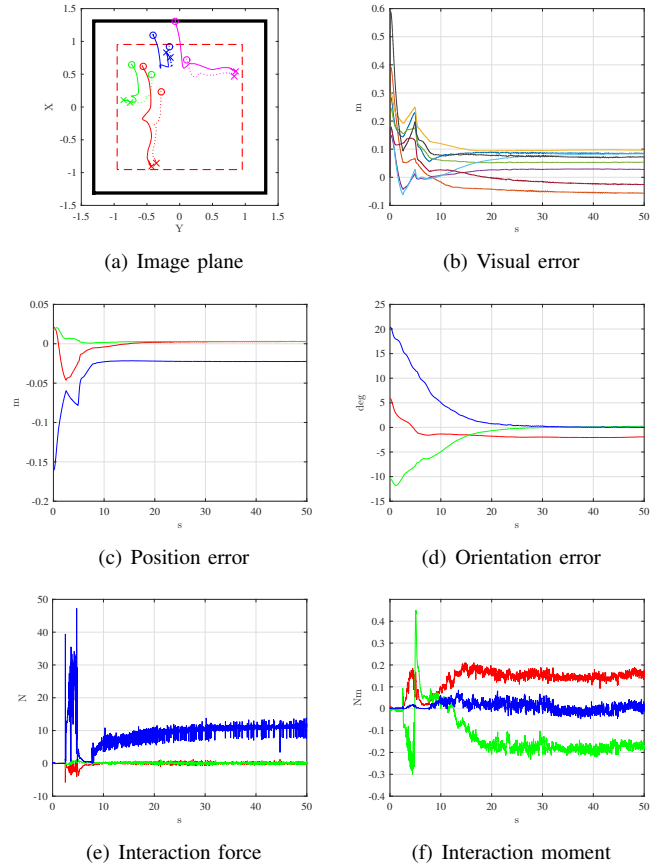 1.5
1
0.5
0
-0.5
-1
-1.5
X
-1.5 -1 -0.5 0 0.5 1 1.5
Y
(a) Image plane
0.6
0.5
0.4
0.3
0.2
0.1
0
-0.1
m
0 10 20 30 40 50
s
(b) Visual error
0.05
0
-0.05
-0.1
-0.15
-0.2
m
0 10 20 30 40 50
s
(c) Position error
25
20
15
10
5
0
-5
-10
-15
deg
0 10 20 30 40 50
s
(d) Orientation error
50
40
30
20
10
0
-10
N
0 10 20 30 40 50
s
(e) Interaction force
0.4
0.3
0.2
0.1
0
-0.1
-0.2
-0.3
-0.4
Nm
0 10 20 30 40 50
s
(f) Interaction moment